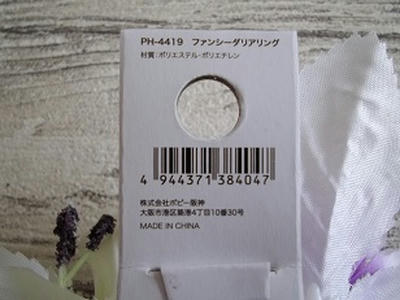 PH-4419 ファンシーダリアリング
材質:ポリエステル・ポリエチレン
4 944371 384047
株式会社ポピー阪神
大阪市港区築港4丁目10番30号
MADE IN CHINA